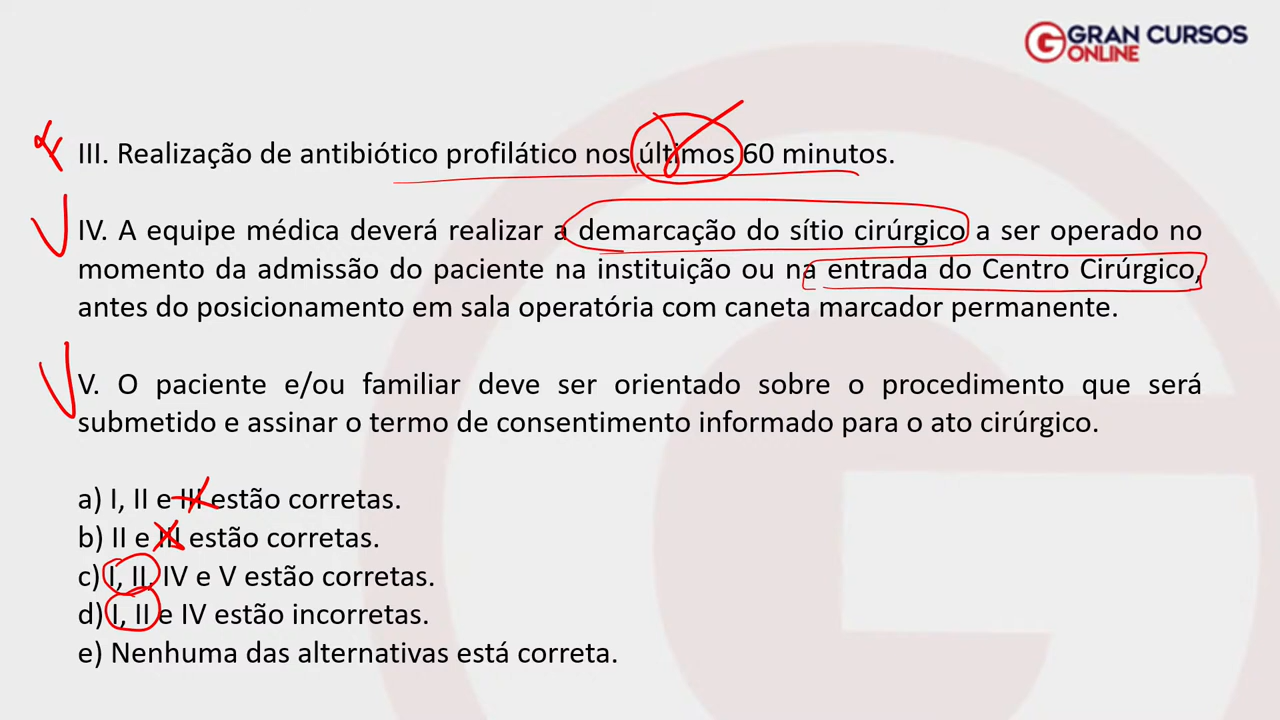 GRAN CURSOS
ONLINE
III. Realização de antibiótico profilático nos últimos 60 minutos.
IV. A equipe médica deverá realizar a demarcação do sítio cirúrgico a ser operado no
momento da admissão do paciente na instituição ou na entrada do Centro Cirúrgico,
antes do posicionamento em sala operatória com caneta marcador permanente.
V. O paciente e/ou familiar deve ser orientado sobre o procedimento que será
submetido e assinar o termo de consentimento informado para o ato cirúrgico.
a) I, II e III estão corretas.
b) II e III estão corretas.
c) I, II, IV e V estão corretas.
d) I, II e IV estão incorretas.
e) Nenhuma das alternativas está correta.